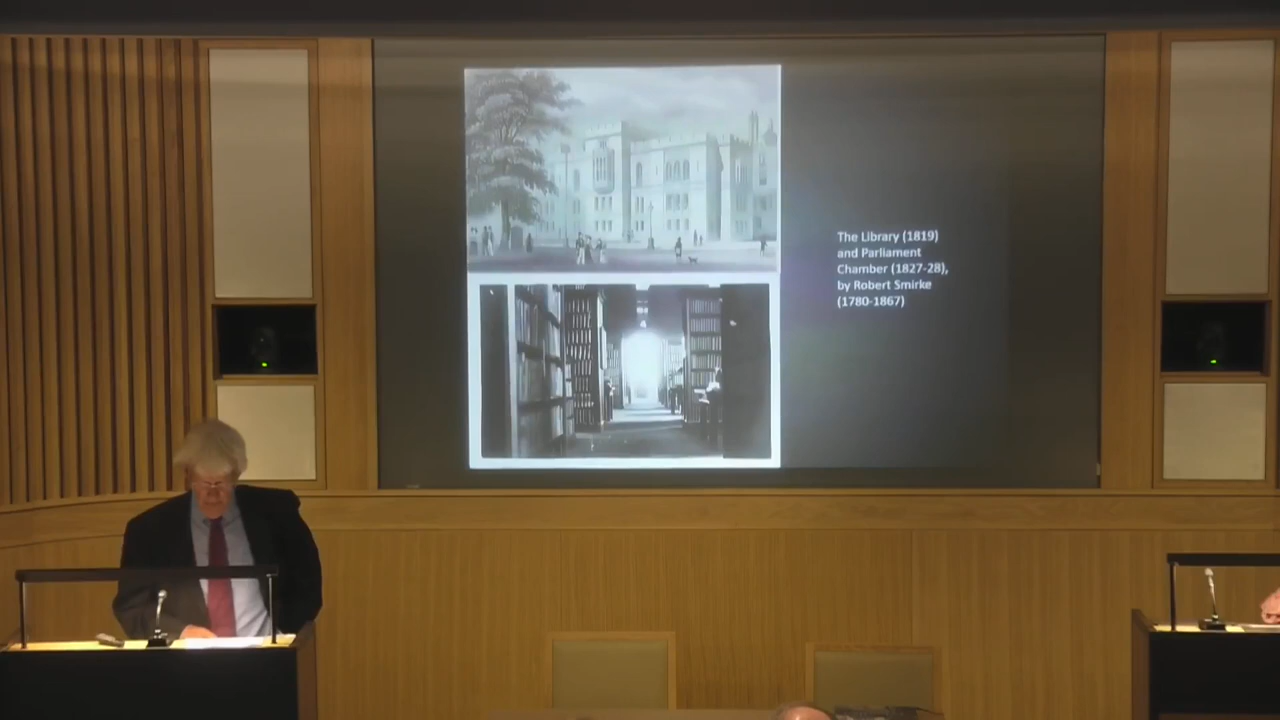 The Library (1819)
and Parliament
Chamber (1827-28),
by Robert Smirke
(1780-1867)